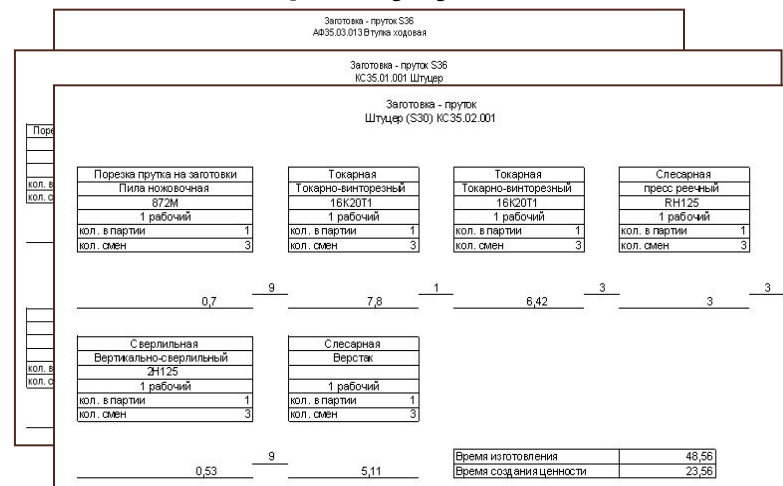 Заготовка - пруток S36
АФ35.03.013 Втулка ходовая
Заготовка - пруток S36
КС35.01.001 Штуцер
Заготовка - пруток
Штуцер (S30) КС35.02.001
Поре
кол. в
кол. с
Порезка прутка на заготовки
Пила ножовочная
872М
1 рабочий
кол. в партии 1
кол. смен 3
Токарная
Токарно-винторезный
16К20Т1
1 рабочий
кол. в партии 1
кол. смен 3
Токарная
Токарно-винторезный
16К20Т1
1 рабочий
кол. в партии 1
кол. смен 3
Слесарная
пресс реечный
RH125
1 рабочий
кол. в партии 1
кол. смен 3
9 1 3 3
0,7 7,8 6,42 3
кол. в
кол. с
Сверлильная
Вертикально-сверлильный
2Н125
1 рабочий
кол. в партии 1
кол. смен 3
Слесарная
Верстак
1 рабочий
кол. в партии 1
кол. смен 3
9
0,53 5,11
Время изготовления 48,56
Время создания ценности 23,56